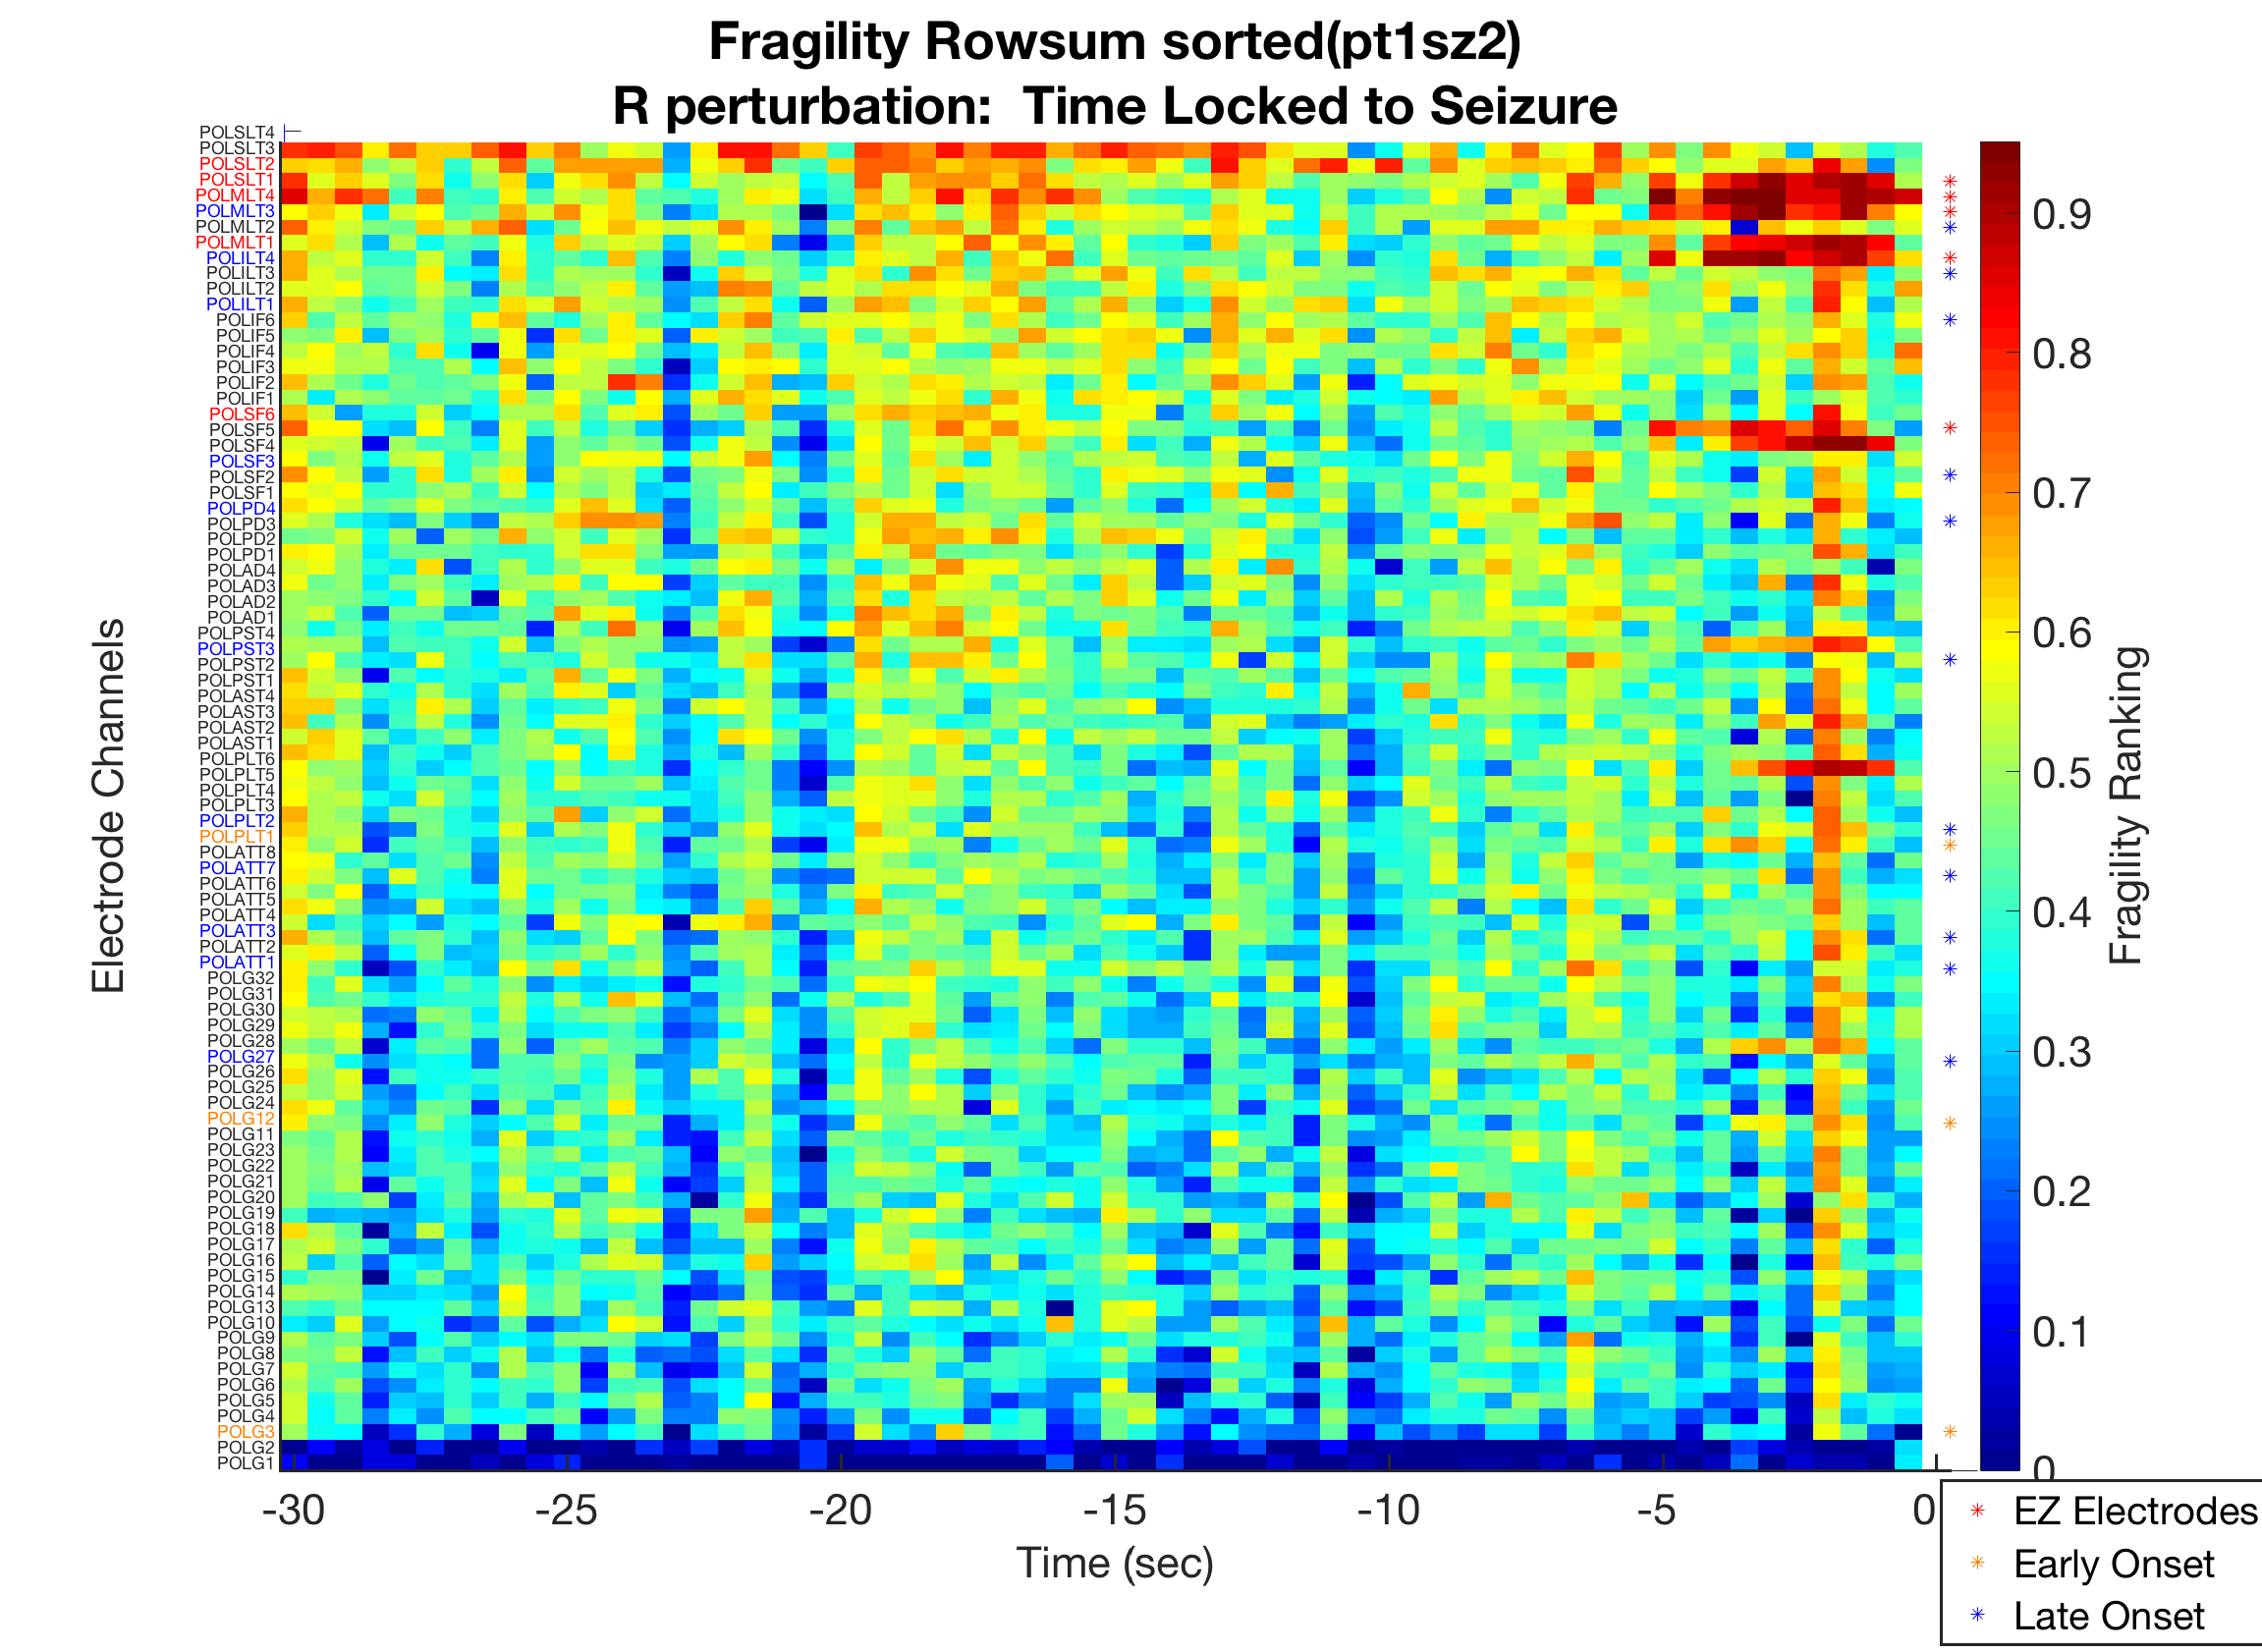 Fragility Rowsum sorted(pt1sz2)
R perturbation: Time Locked to Seizure
Electrode Channels
POLSLT4
POLSLT3
POLSLT2
POLSLT1
POLMLT4
POLMLT3
POLMLT2
POLMLT1
POLILT4
POLILT3
POLILT2
POLILT1
POLIF6
POLIF5
POLIF4
POLIF3
POLIF2
POLIF1
POLSF6
POLSF5
POLSF4
POLSF3
POLSF2
POLSF1
POLPD4
POLPD3
POLPD2
POLPD1
POLAD4
POLAD3
POLAD2
POLAD1
POLPST4
POLPST3
POLPST2
POLPST1
POLAST4
POLAST3
POLAST2
POLAST1
POLPLT6
POLPLT5
POLPLT4
POLPLT3
POLPLT2
POLPLT1
POLATT8
POLATT7
POLATT6
POLATT5
POLATT4
POLATT3
POLATT2
POLATT1
POLG32
POLG31
POLG30
POLG29
POLG28
POLG27
POLG26
POLG25
POLG24
POLG12
POLG11
POLG23
POLG22
POLG21
POLG20
POLG19
POLG18
POLG17
POLG16
POLG15
POLG14
POLG13
POLG10
POLG9
POLG8
POLG7
POLG6
POLG5
POLG4
POLG3
POLG2
POLG1
-30 -25 -20 -15 -10 -5 0
Time (sec)
0.9
0.8
0.7
0.6
0.5
0.4
0.3
0.2
0.1
0
Fragility Ranking
EZ Electrodes
Early Onset
Late Onset